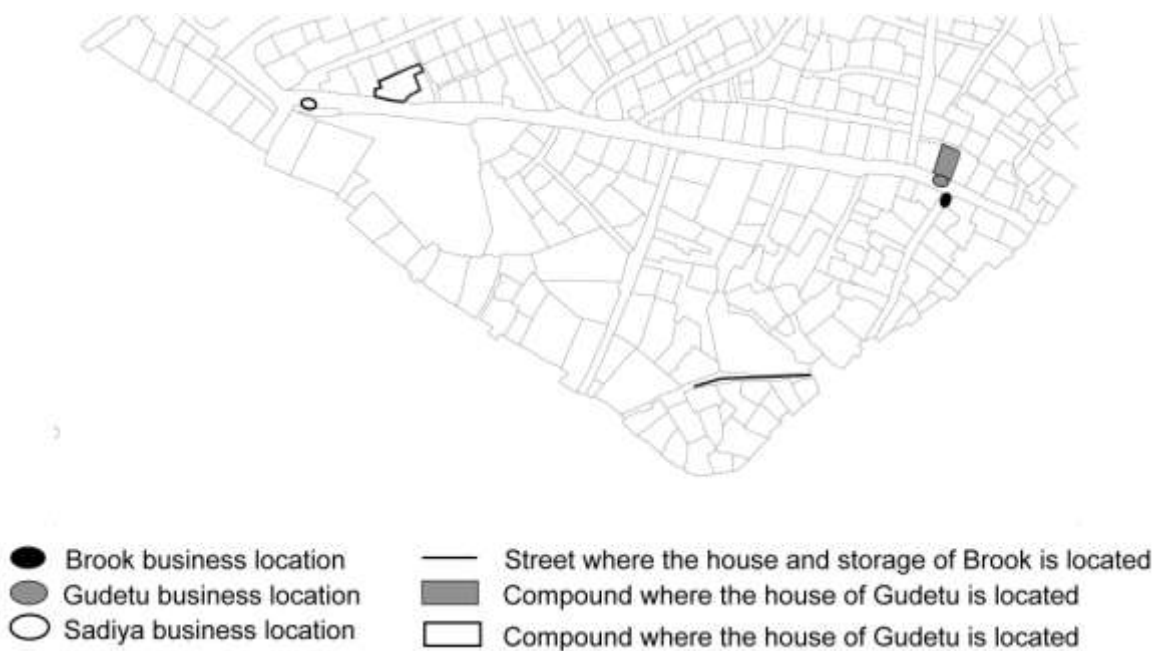 Brook business location
Gudetu business location
Sadiya business location
Street where the house and storage of Brook is located
Compound where the house of Gudetu is located
Compound where the house of Gudetu is located